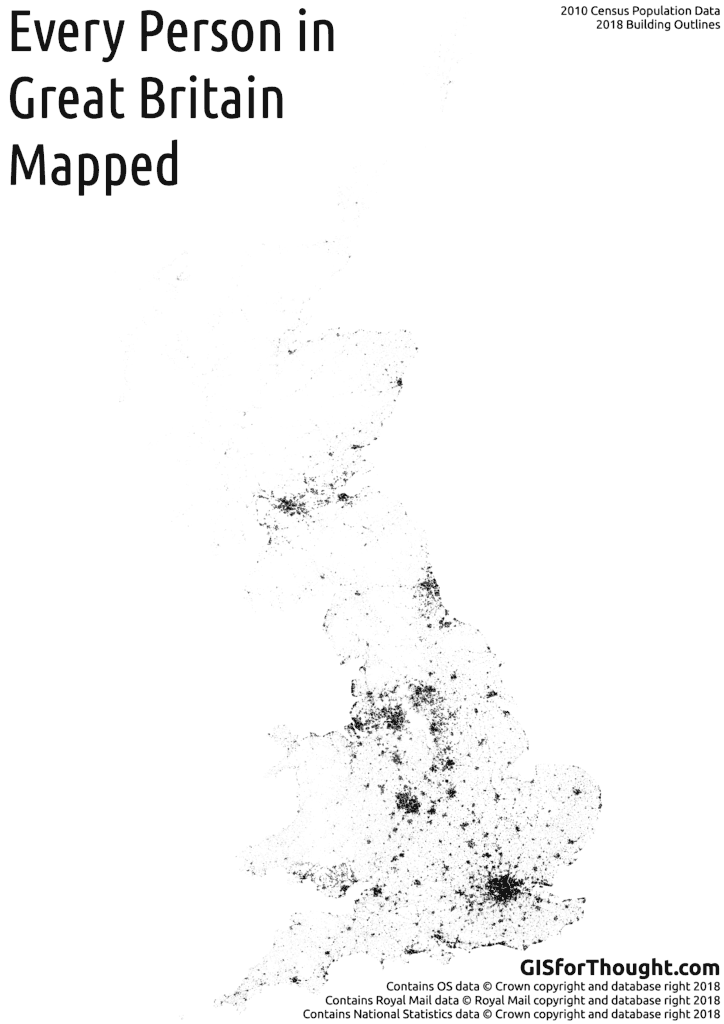 Every Person in
Great Britain
Mapped
2010 Census Population Data
2018 Building Outlines
GISforThought.com
Contains OS data © Crown copyright and database right 2018
Contains Royal Mail data © Royal Mail copyright and database right 2018
Contains National Statistics data © Crown copyright and database right 2018